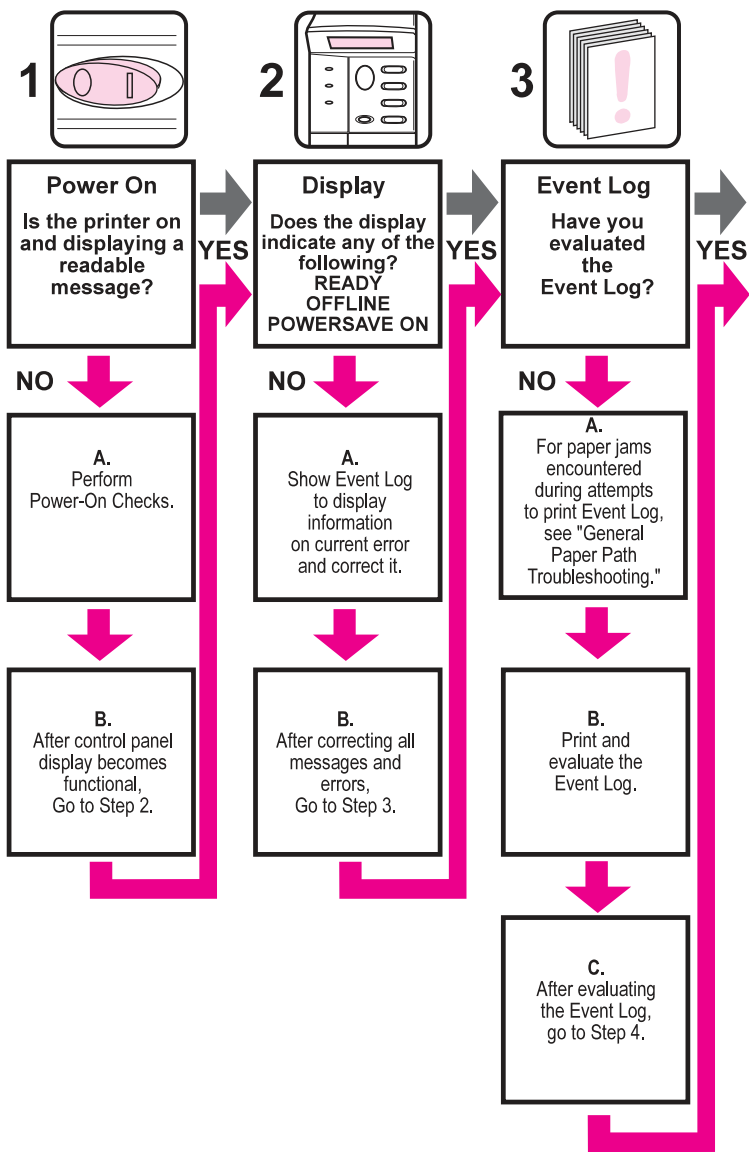 1
Power On
Is the printer on
and displaying a
readable
message?
YES
NO
A.
Perform
Power-On Checks.
B.
After control panel
display becomes
functional,
Go to Step 2.
2
Display
Does the display
indicate any of the
following?
READY
OFFLINE
POWERSAVE ON
YES
NO
A.
Show Event Log
to display
information
on current error
and correct it.
B.
After correcting all
messages and
errors,
Go to Step 3.
3
Event Log
Have you
evaluated
the
Event Log?
YES
NO
A.
For paper jams
encountered
during attempts
to print Event Log,
see "General
Paper Path
Troubleshooting."
B.
Print and
evaluate the
Event Log.
C.
After evaluating
the Event Log,
go to Step 4.